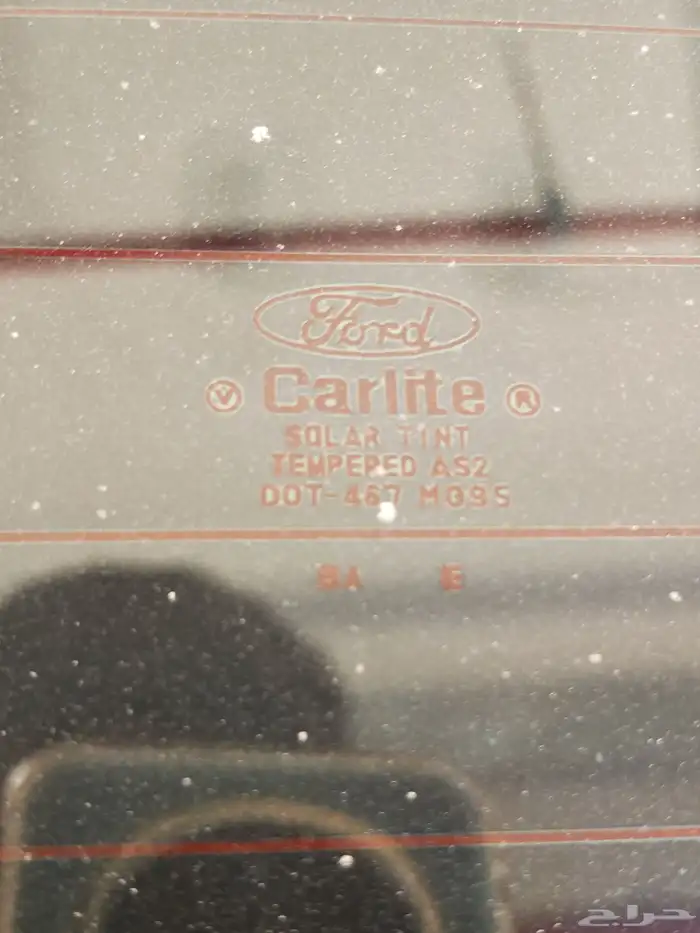 Ford
Ⓥ Carlite ®
SOLAR TINT
TEMPERED AS2
DOT-467 M095
حراج